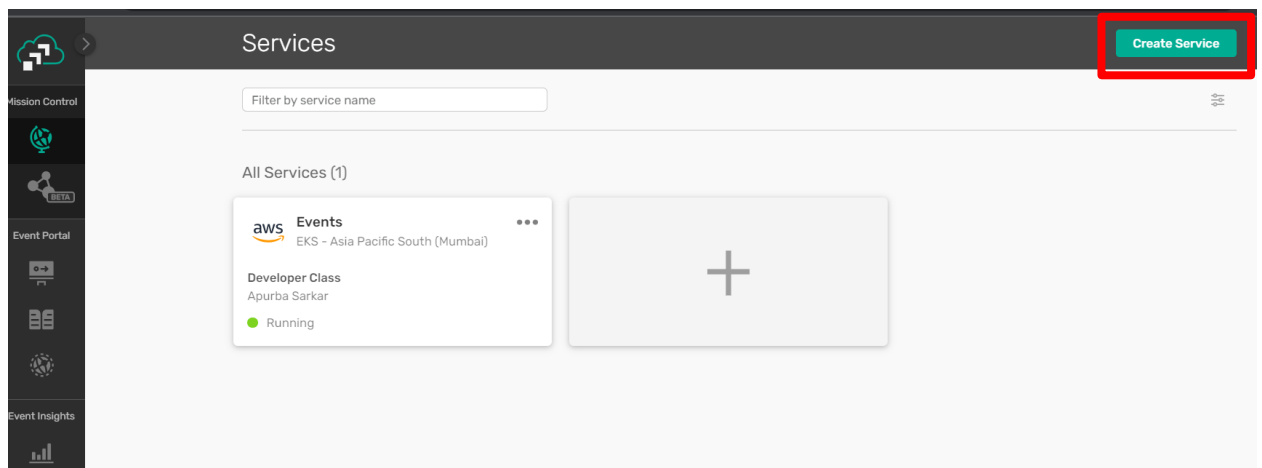 Services
Create Service
Mission Control
Filter by service name
BETA
All Services (1)
aws
Events
EKS - Asia Pacific South (Mumbai)
Event Portal
Developer Class
Apurba Sarkar
Running
Event Insights